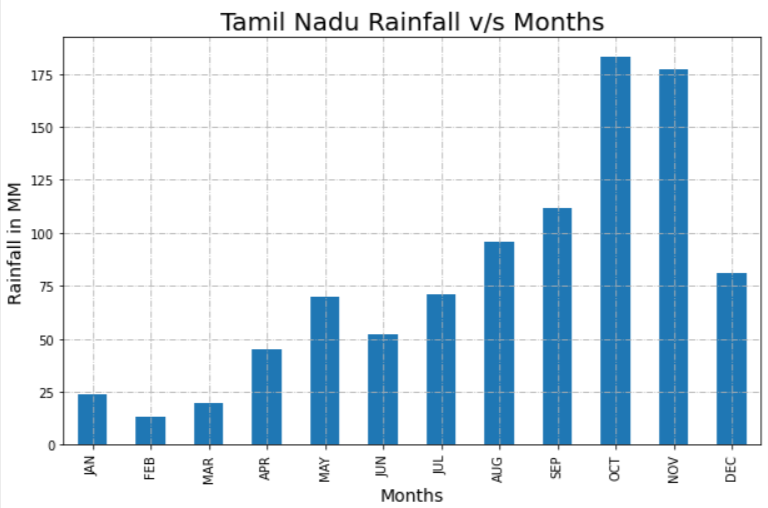 Tamil Nadu Rainfall v/s Months
Rainfall in MM
175
150
125
100
75
50
25
0
JAN
FEB
MAR
APR
MAY
JUN
JUL
AUG
SEP
OCT
NOV
DEC
Months